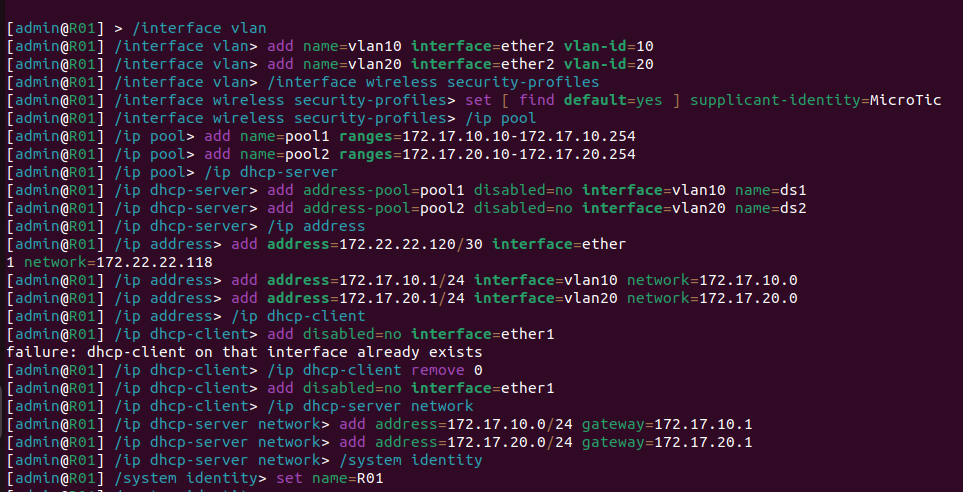 [admin@R01] > /interface vlan
[admin@R01] /interface vlan> add name=vlan10 interface=ether2 vlan-id=10
[admin@R01] /interface vlan> add name=vlan20 interface=ether2 vlan-id=20
[admin@R01] /interface vlan> /interface wireless security-profiles
[admin@R01] /interface wireless security-profiles> set [ find default=yes ] supplicant-identity=MicroTic
[admin@R01] /interface wireless security-profiles> /ip pool
[admin@R01] /ip pool> add name=pool1 ranges=172.17.10.10-172.17.10.254
[admin@R01] /ip pool> add name=pool2 ranges=172.17.20.10-172.17.20.254
[admin@R01] /ip pool> /ip dhcp-server
[admin@R01] /ip dhcp-server> add address-pool=pool1 disabled=no interface=vlan10 name=ds1
[admin@R01] /ip dhcp-server> add address-pool=pool2 disabled=no interface=vlan20 name=ds2
[admin@R01] /ip dhcp-server> /ip address
[admin@R01] /ip address> add address=172.22.22.120/30 interface=ether
1 network=172.22.22.118
[admin@R01] /ip address> add address=172.17.10.1/24 interface=vlan10 network=172.17.10.0
[admin@R01] /ip address> add address=172.17.20.1/24 interface=vlan20 network=172.17.20.0
[admin@R01] /ip address> /ip dhcp-client
[admin@R01] /ip dhcp-client> add disabled=no interface=ether1
failure: dhcp-client on that interface already exists
[admin@R01] /ip dhcp-client> /ip dhcp-client remove 0
[admin@R01] /ip dhcp-client> add disabled=no interface=ether1
[admin@R01] /ip dhcp-client> /ip dhcp-server network
[admin@R01] /ip dhcp-server network> add address=172.17.10.0/24 gateway=172.17.10.1
[admin@R01] /ip dhcp-server network> add address=172.17.20.0/24 gateway=172.17.20.1
[admin@R01] /ip dhcp-server network> /system identity
[admin@R01] /system identity> set name=R01